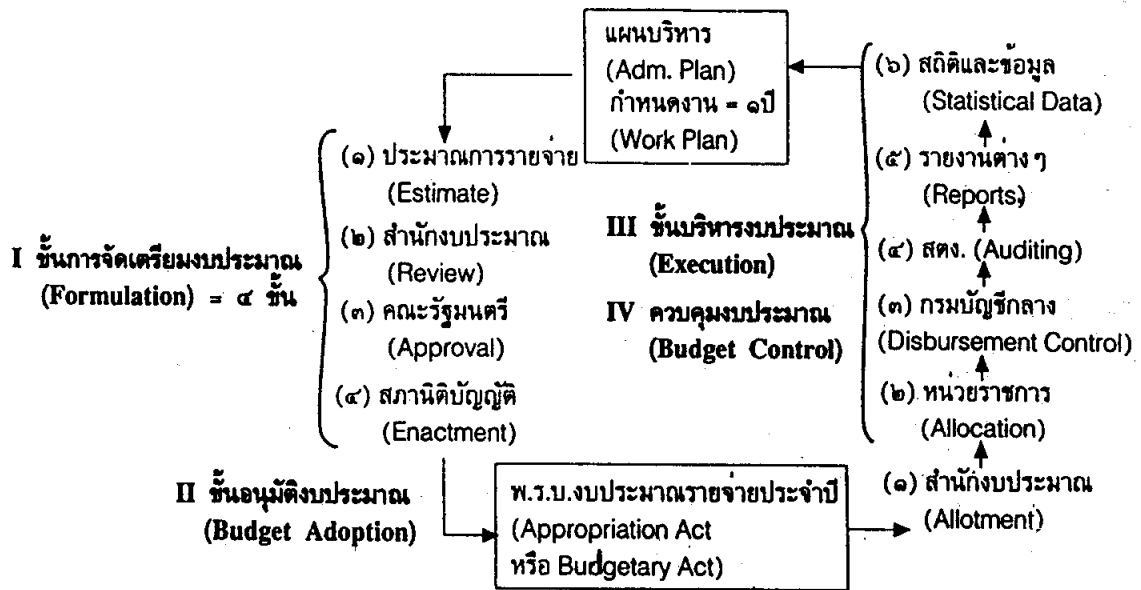 แผนบริหาร
(Adm. Plan)
กำหนดงาน = ๑ปี
(Work Plan)
I ขั้นการจัดเตรียมงบประมาณ
(Formulation) = ๔ ขั้น
(๑) ประมาณการรายจ่าย
(Estimate)
(๒) สำนักงบประมาณ
(Review)
(๓) คณะรัฐมนตรี
(Approval)
(๔) สภานิติบัญญัติ
(Enactment)
II ขั้นอนุมัติงบประมาณ
(Budget Adoption)
พ.ร.บ.งบประมาณรายจ่ายประจำปี
(Appropriation Act
หรือ Budgetary Act)
III ขั้นบริหารงบประมาณ
(Execution)
IV ควบคุมงบประมาณ
(Budget Control)
(๖) สถิติและข้อมูล
(Statistical Data)
(๕) รายงานต่างๆ
(Reports)
(๔) สตง. (Auditing)
(๓) กรมบัญชีกลาง
(Disbursement Control)
(๒) หน่วยราชการ
(Allocation)
(๑) สำนักงบประมาณ
(Allotment)